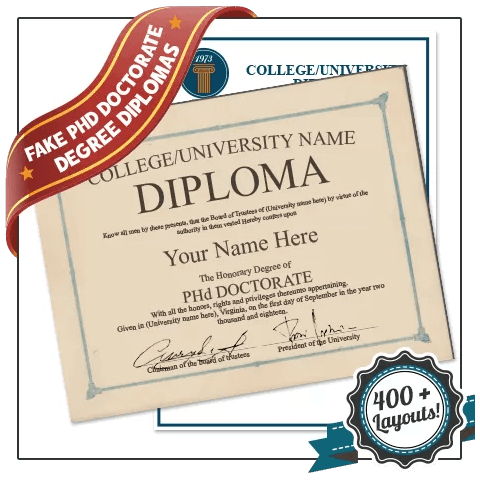 FAKE PHD DOCTORATE
DEGREE DIPLOMAS
1973
COLLEGE/UNIVERSITY
COLLEGE/UNIVERSITY NAME
DIPLOMA
Know all men by these presents, that the Board of Trustees of (University name here) by virtue of the
authority in them vested Hereby confers upon
Your Name Here
The Honorary Degree of
PHd DOCTORATE
With all the honors, rights and privileges thereunto appertaining.
Given in (University name here), Virginia, on the first day of September in the year two
thousand and eighteen.
Chairman of the Board of Trustees
President of the University
400 +
Layouts!